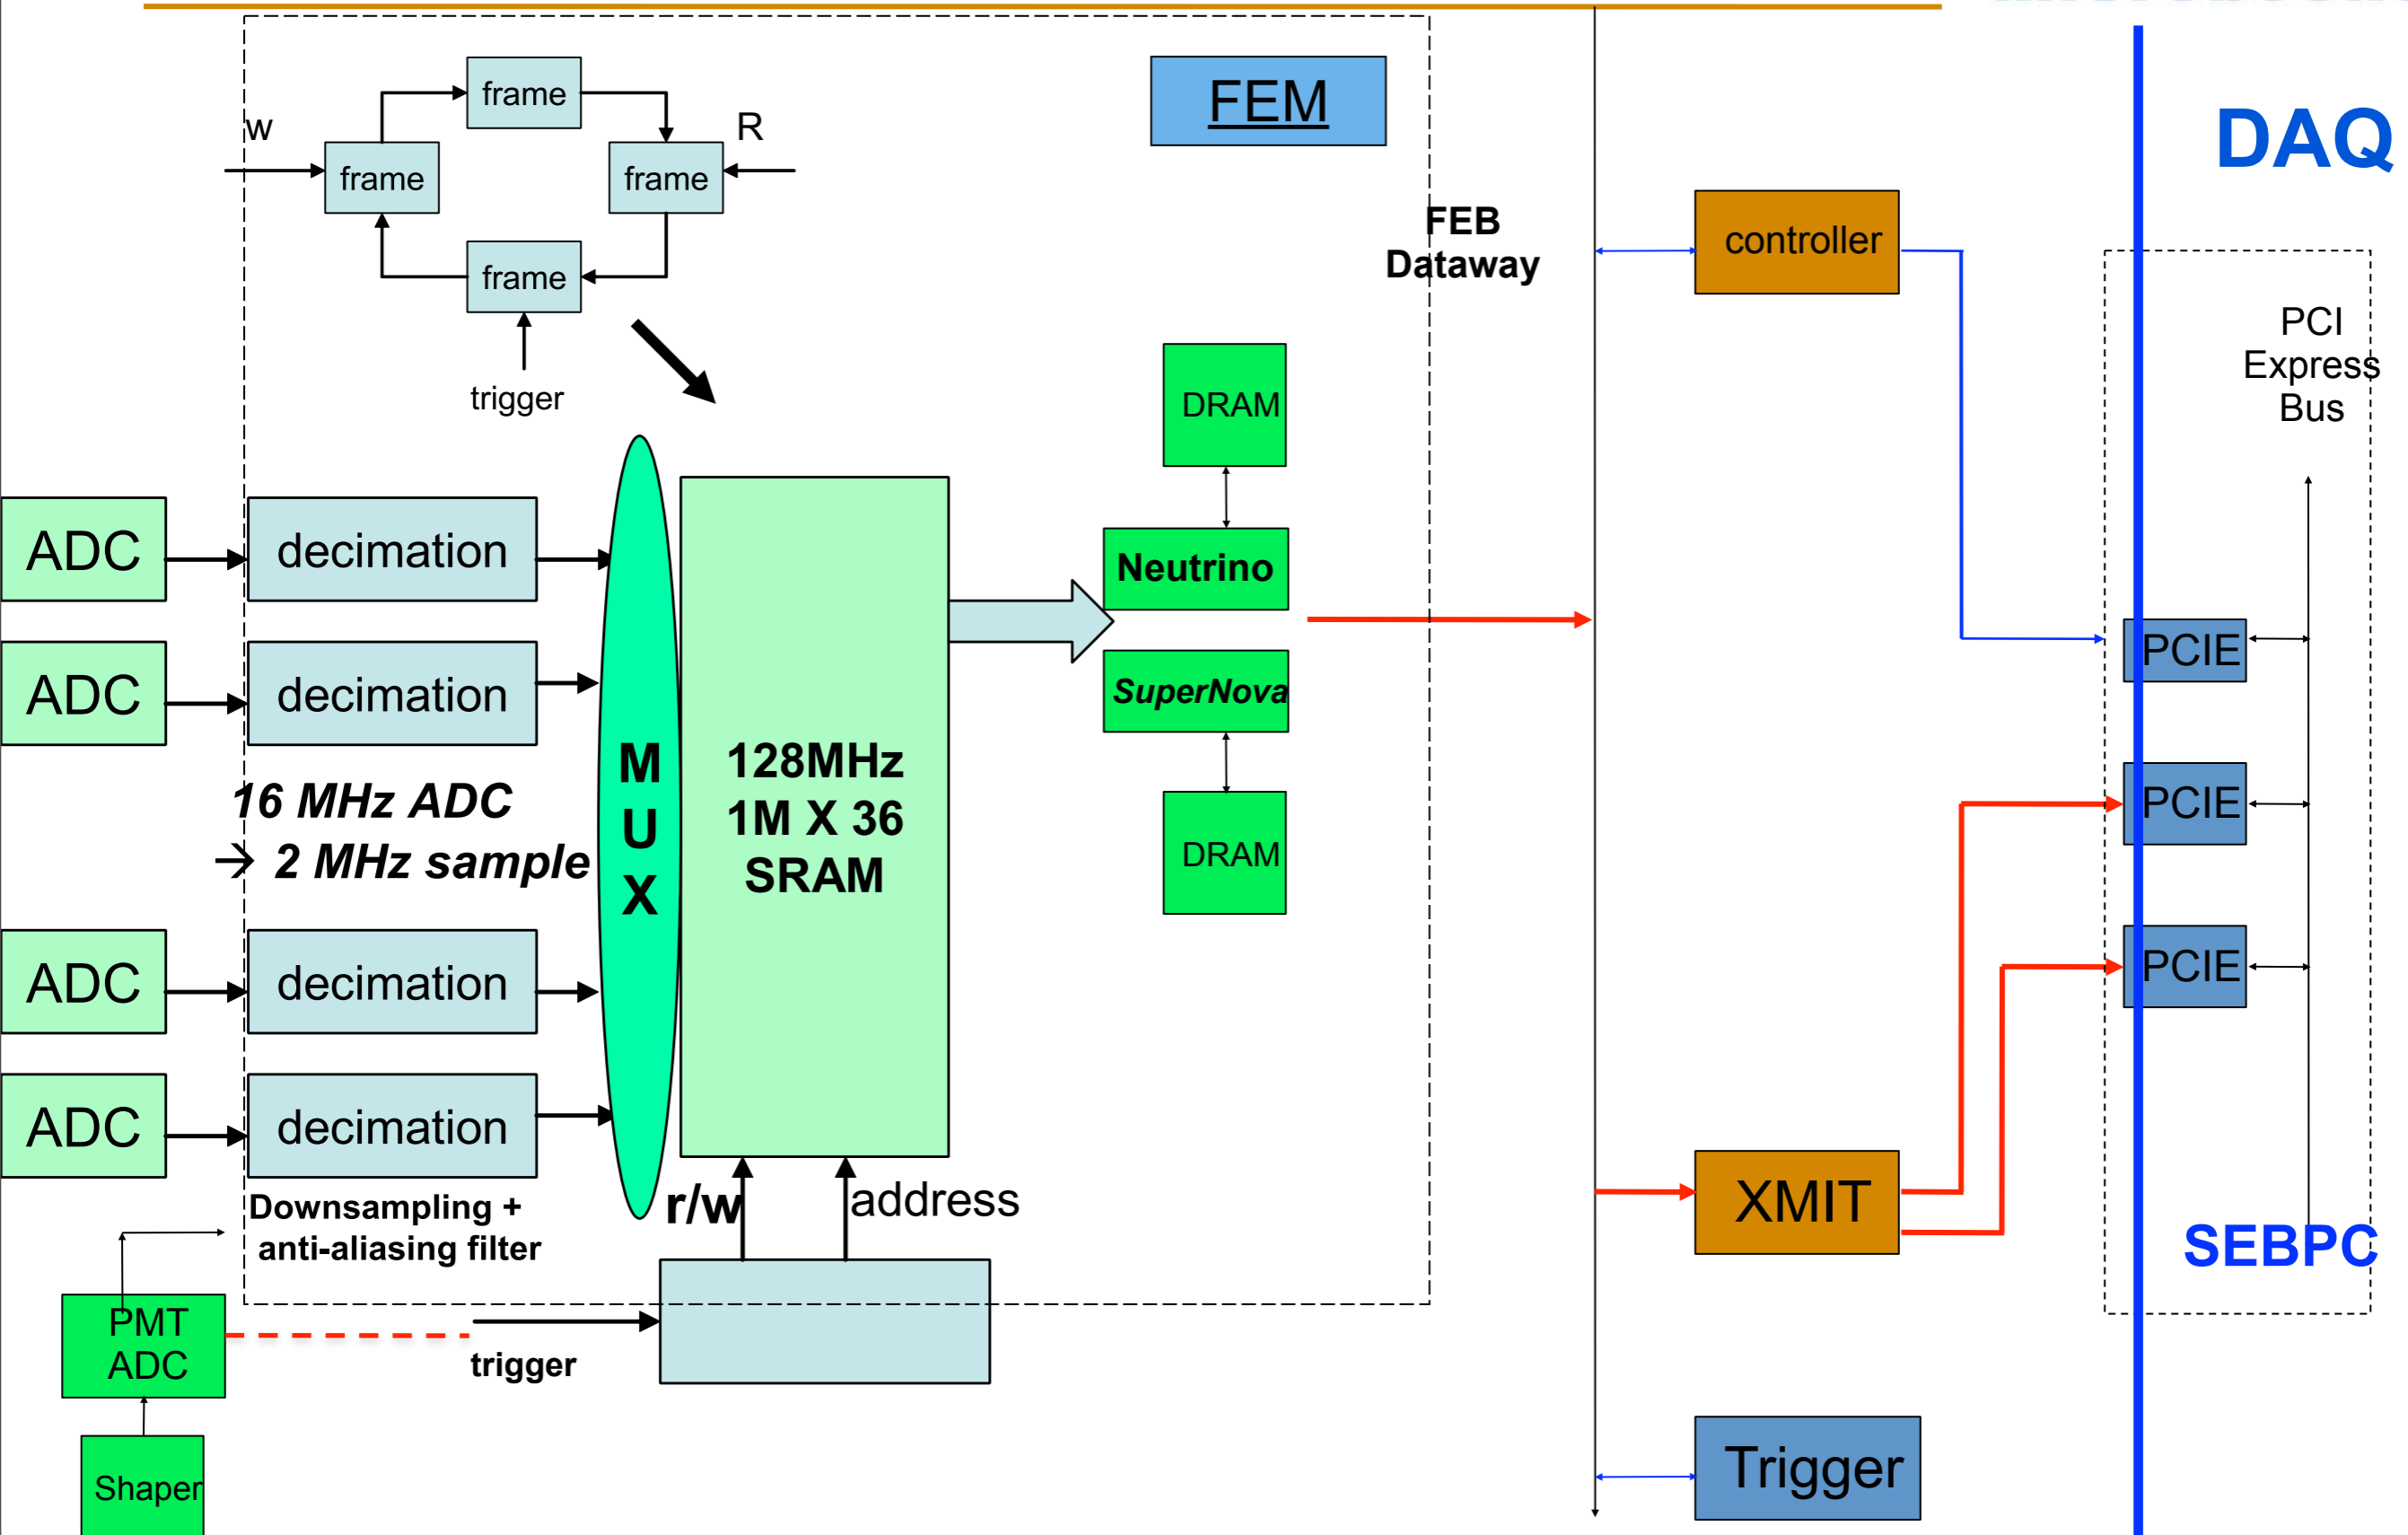 frame
FEM
DAQ
w
R
frame
frame
FEB
Dataway
controller
frame
PCI
Express
Bus
trigger
DRAM
ADC
decimation
Neutrino
PCIE
ADC
decimation
SuperNova
16 MHz ADC
→ 2 MHz sample
M
U
X
128MHz
1M X 36
SRAM
PCIE
DRAM
ADC
decimation
PCIE
ADC
decimation
Downsampling +
anti-aliasing filter
r/w
address
XMIT
SEBPC
PMT
ADC
trigger
Trigger
Shaper